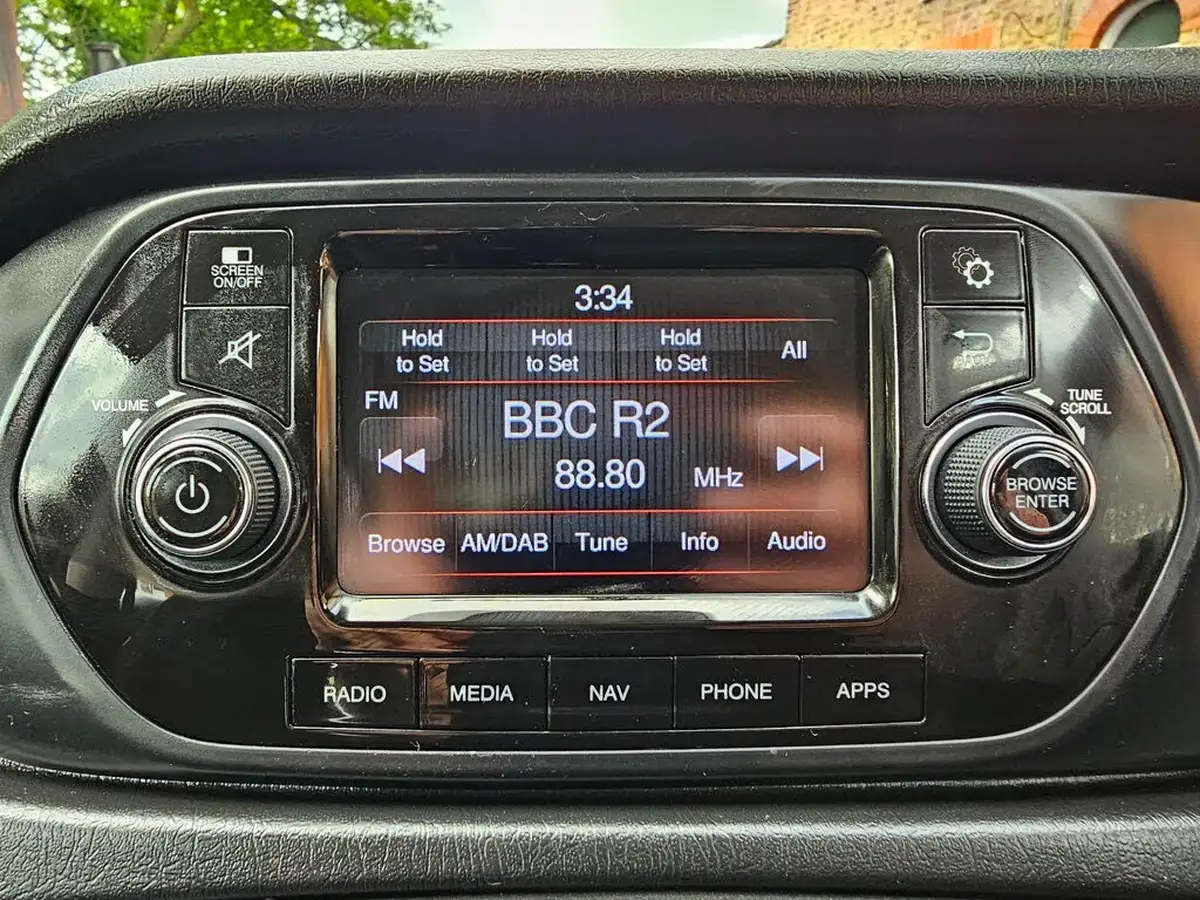 SCREEN
ON/OFF
VOLUME
3:34
Hold
to Set
Hold
to Set
Hold
to Set
All
FM
BBC R2
88.80
MHz
Browse
AM/DAB
Tune
Info
Audio
TUNE
SCROLL
BROWSE
ENTER
RADIO
MEDIA
NAV
PHONE
APPS